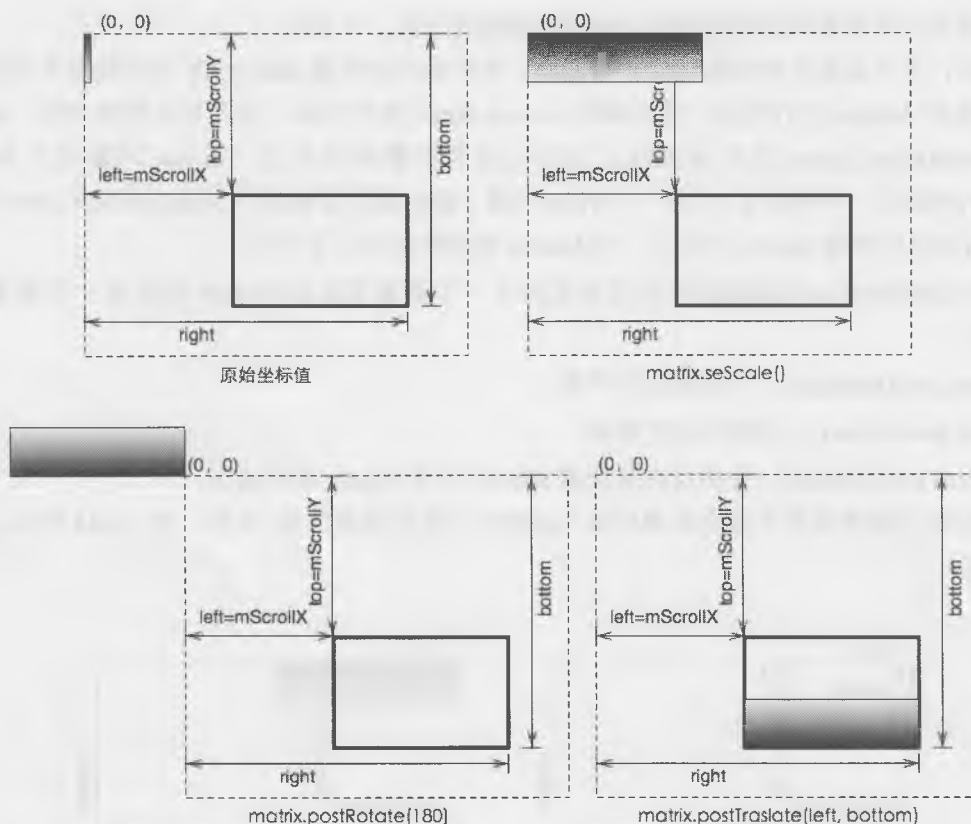 (0, 0)
top=mScrollY
bottom
left=mScrollX
right
原始坐标值
(0, 0)
top=mScrol
left=mScrollX
right
matrix.seScale()
(0, 0)
top=mScrollY
bottom
left=mScrollX
right
matrix.postRotate(180)
(0, 0)
top=mScrollY
bottom
left=mScrollX
right
matrix.postTraslate(left, bottom)